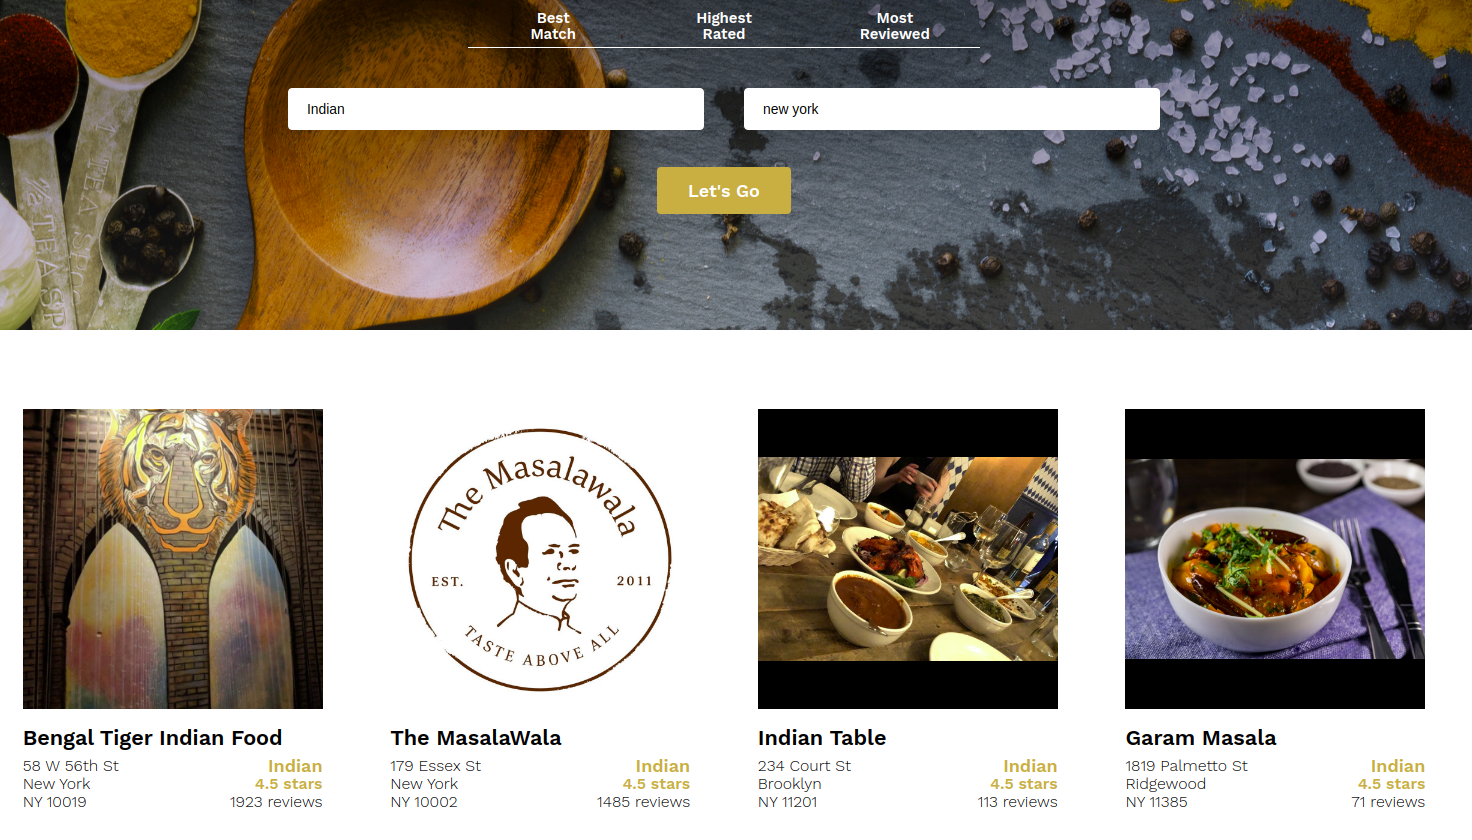 Best
Match
Highest
Rated
Most
Reviewed
Indian
new york
Let's Go
The Masalawala
EST.
2011
TASTE ABOVE ALL
Bengal Tiger Indian Food
58 W 56th St
Indian
New York
4.5 stars
NY 10019
1923 reviews
The MasalaWala
179 Essex St
Indian
New York
4.5 stars
NY 10002
1485 reviews
Indian Table
234 Court St
Indian
Brooklyn
4.5 stars
NY 11201
113 reviews
Garam Masala
1819 Palmetto St
Indian
Ridgewood
4.5 stars
NY 11385
71 reviews